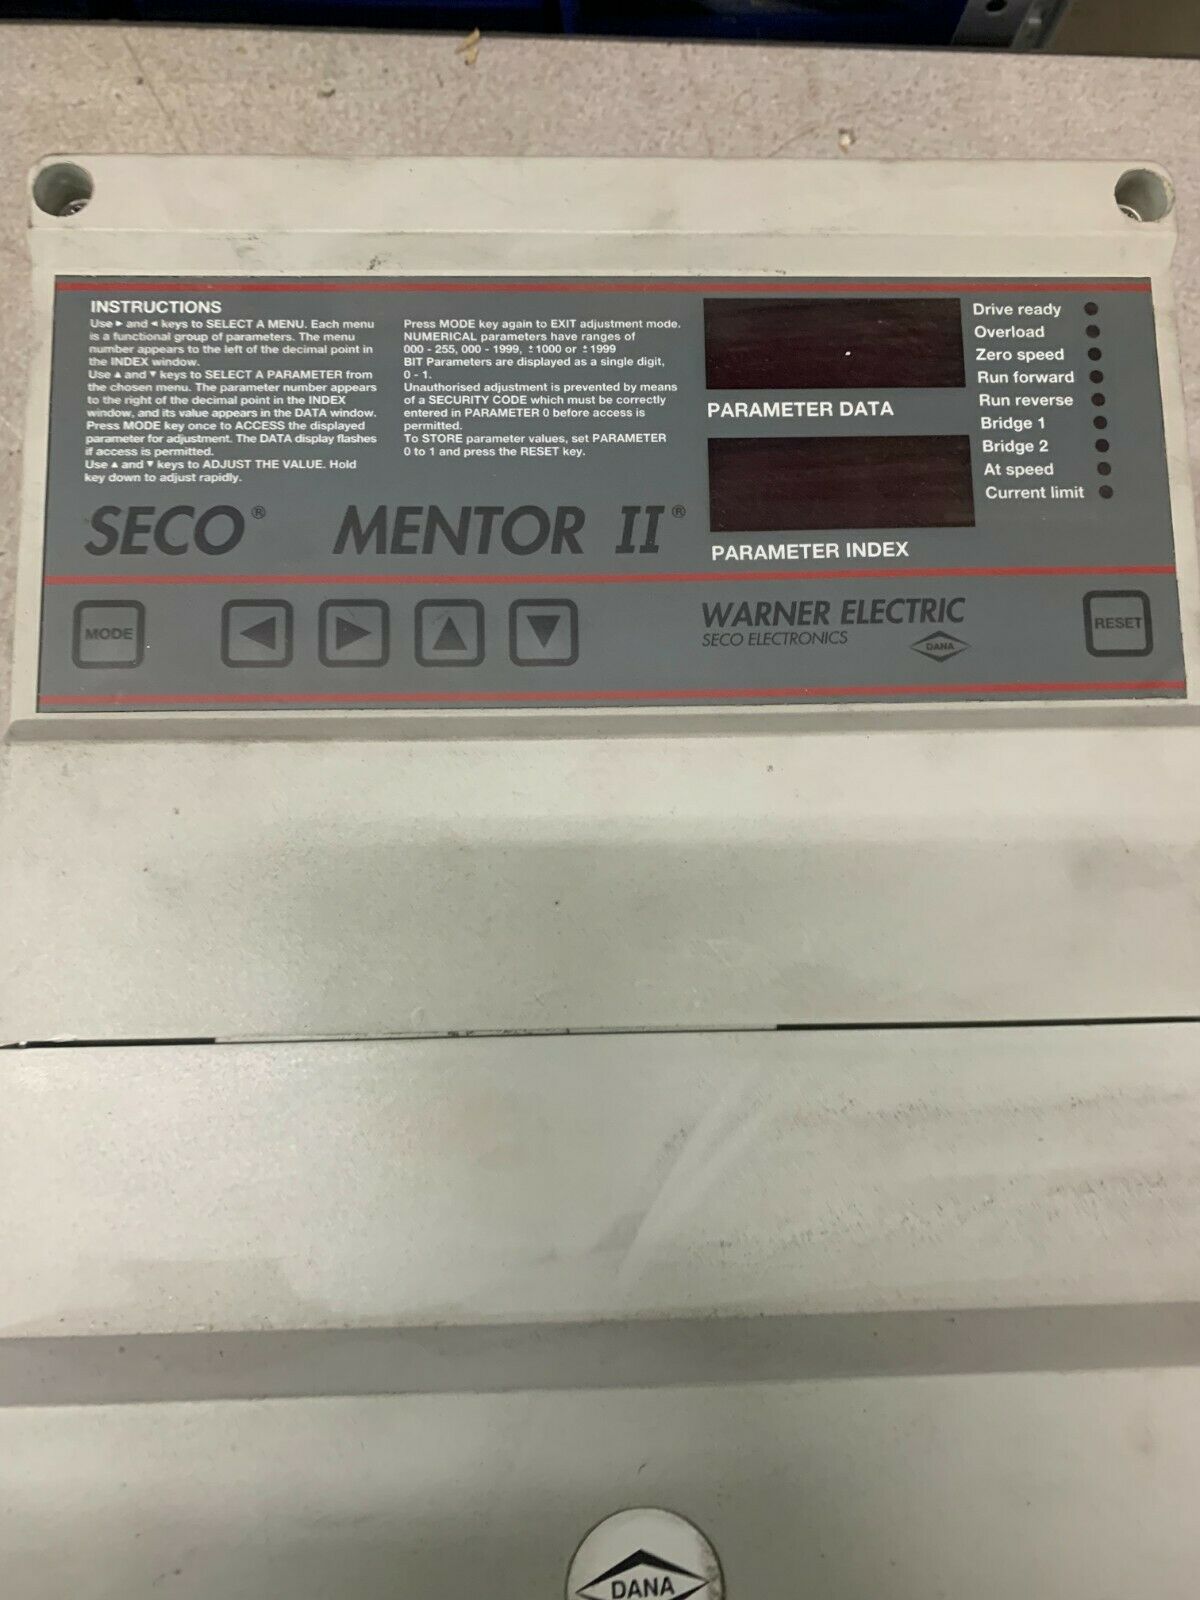 INSTRUCTIONS
Use ► and ◄ keys to SELECT A MENU. Each menu
is a functional group of parameters. The menu
number appears to the left of the decimal point in
the INDEX window.
Use ▲ and ▼ keys to SELECT A PARAMETER from
the chosen menu. The parameter number appears
to the right of the decimal point in the INDEX
window, and its value appears in the DATA window.
Press MODE key once to ACCESS the displayed
parameter for adjustment. The DATA display flashes
if access is permitted.
Use ▲ and ▼ keys to ADJUST THE VALUE. Hold
key down to adjust rapidly.
Press MODE key again to EXIT adjustment mode.
NUMERICAL parameters have ranges of
000 - 255, 000 - 1999, ±1000 or ±1999
BIT Parameters are displayed as a single digit,
0 - 1.
Unauthorised adjustment is prevented by means
of a SECURITY CODE which must be correctly
entered in PARAMETER 0 before access is
permitted.
To STORE parameter values, set PARAMETER
0 to 1 and press the RESET key.
SECO® MENTOR II®
PARAMETER DATA
PARAMETER INDEX
Drive ready
Overload
Zero speed
Run forward
Run reverse
Bridge 1
Bridge 2
At speed
Current limit
MODE
WARNER ELECTRIC
SECO ELECTRONICS
DANA
RESET
DANA